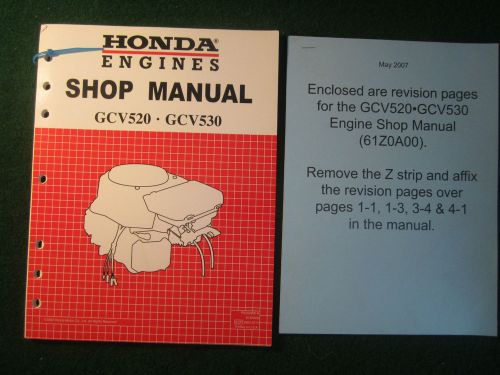 HONDA
ENGINES
SHOP MANUAL
GCV520 · GCV530
May 2007
Enclosed are revision pages
for the GCV520•GCV530
Engine Shop Manual
(61Z0A00).
Remove the Z strip and affix
the revision pages over
pages 1-1, 1-3, 3-4 & 4-1
in the manual.